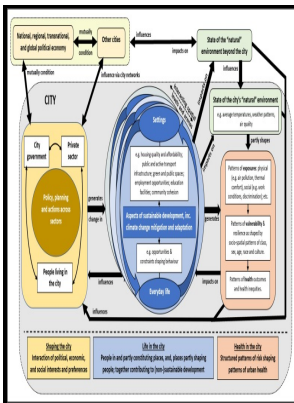 National, regional, transnational,
and global political economy
mutually
condition
Other cities
influences
impacts on
State of the "natural"
environment beyond the city
mutually condition
influence via city networks
influences
CITY
State of the city's "natural" environment
e.g. average temperatures, weather patterns,
air quality
partly shapes
City
government
Private
sector
Policy, planning
and actions across
sectors
People living in
the city
generates
change in
influences
Settings
e.g. housing quality and affordability,
public and active transport
infrastructure, green and public spaces,
employment opportunities, education
facilities, community cohesion
Aspects of sustainable development, inc.
climate change mitigation and adaptation
e.g. opportunities &
constraints shaping behaviour
Everyday life
generates
impacts on
Patterns of exposures: physical
(e.g. air pollution, thermal
comfort), social (e.g. work
conditions, discrimination) etc.
Patterns of vulnerability &
resilience as shaped by
socio-spatial patterns of class,
sex, age, race and culture.
Patterns of health outcomes
and health inequities.
influences
Shaping the city
Interaction of political, economic,
and social interests and preferences
Life in the city
People in and partly constituting places, and, places partly shaping
people; together contributing to (non-)sustainable development
Health in the city
Structured patterns of risk shaping
patterns of urban health